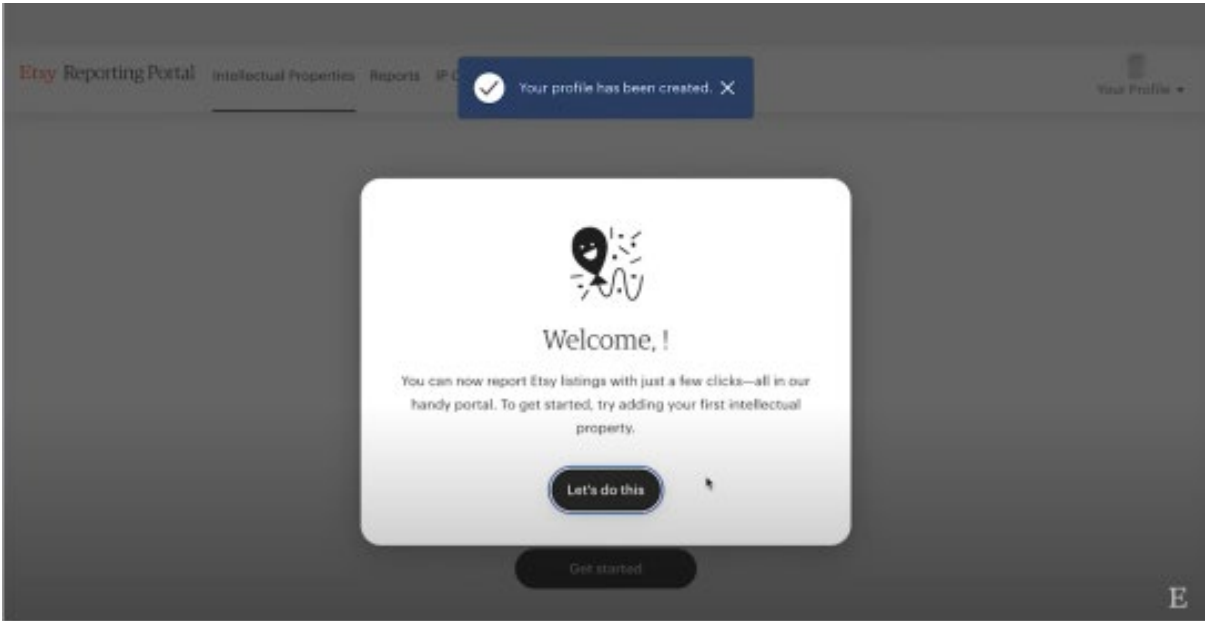 Etsy Reporting Portal Intellectual Properties Reports IP
Your profile has been created.
Your Profile
Welcome, !
You can now report Etsy listings with just a few clicks—all in our
handy portal. To get started, try adding your first intellectual
property.
Let's do this
Get started
E